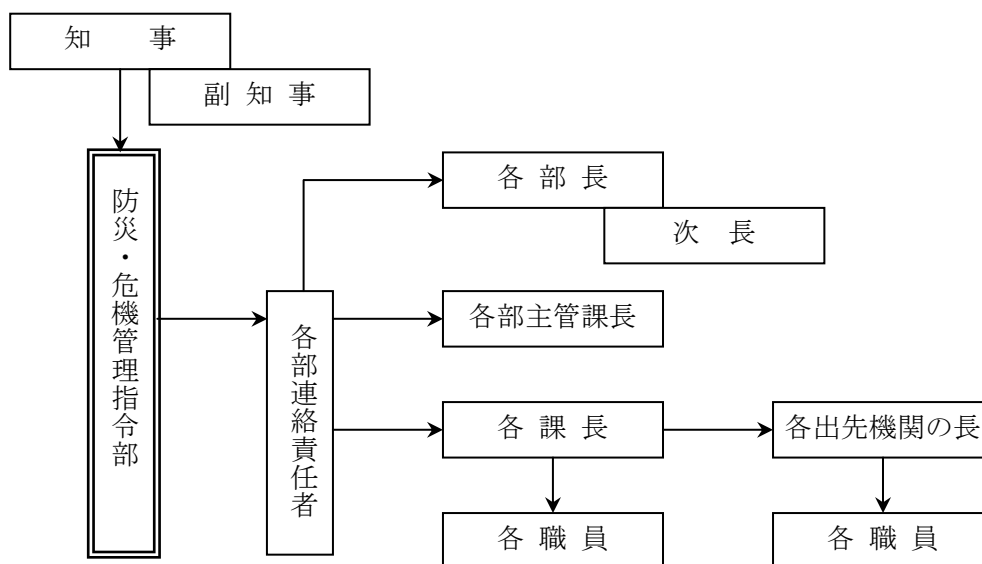 知　　事
副 知 事
防災・危機管理指令部
各部連絡責任者
各 部 長
次　長
各部主管課長
各 課 長
各出先機関の長
各 職 員
各 職 員